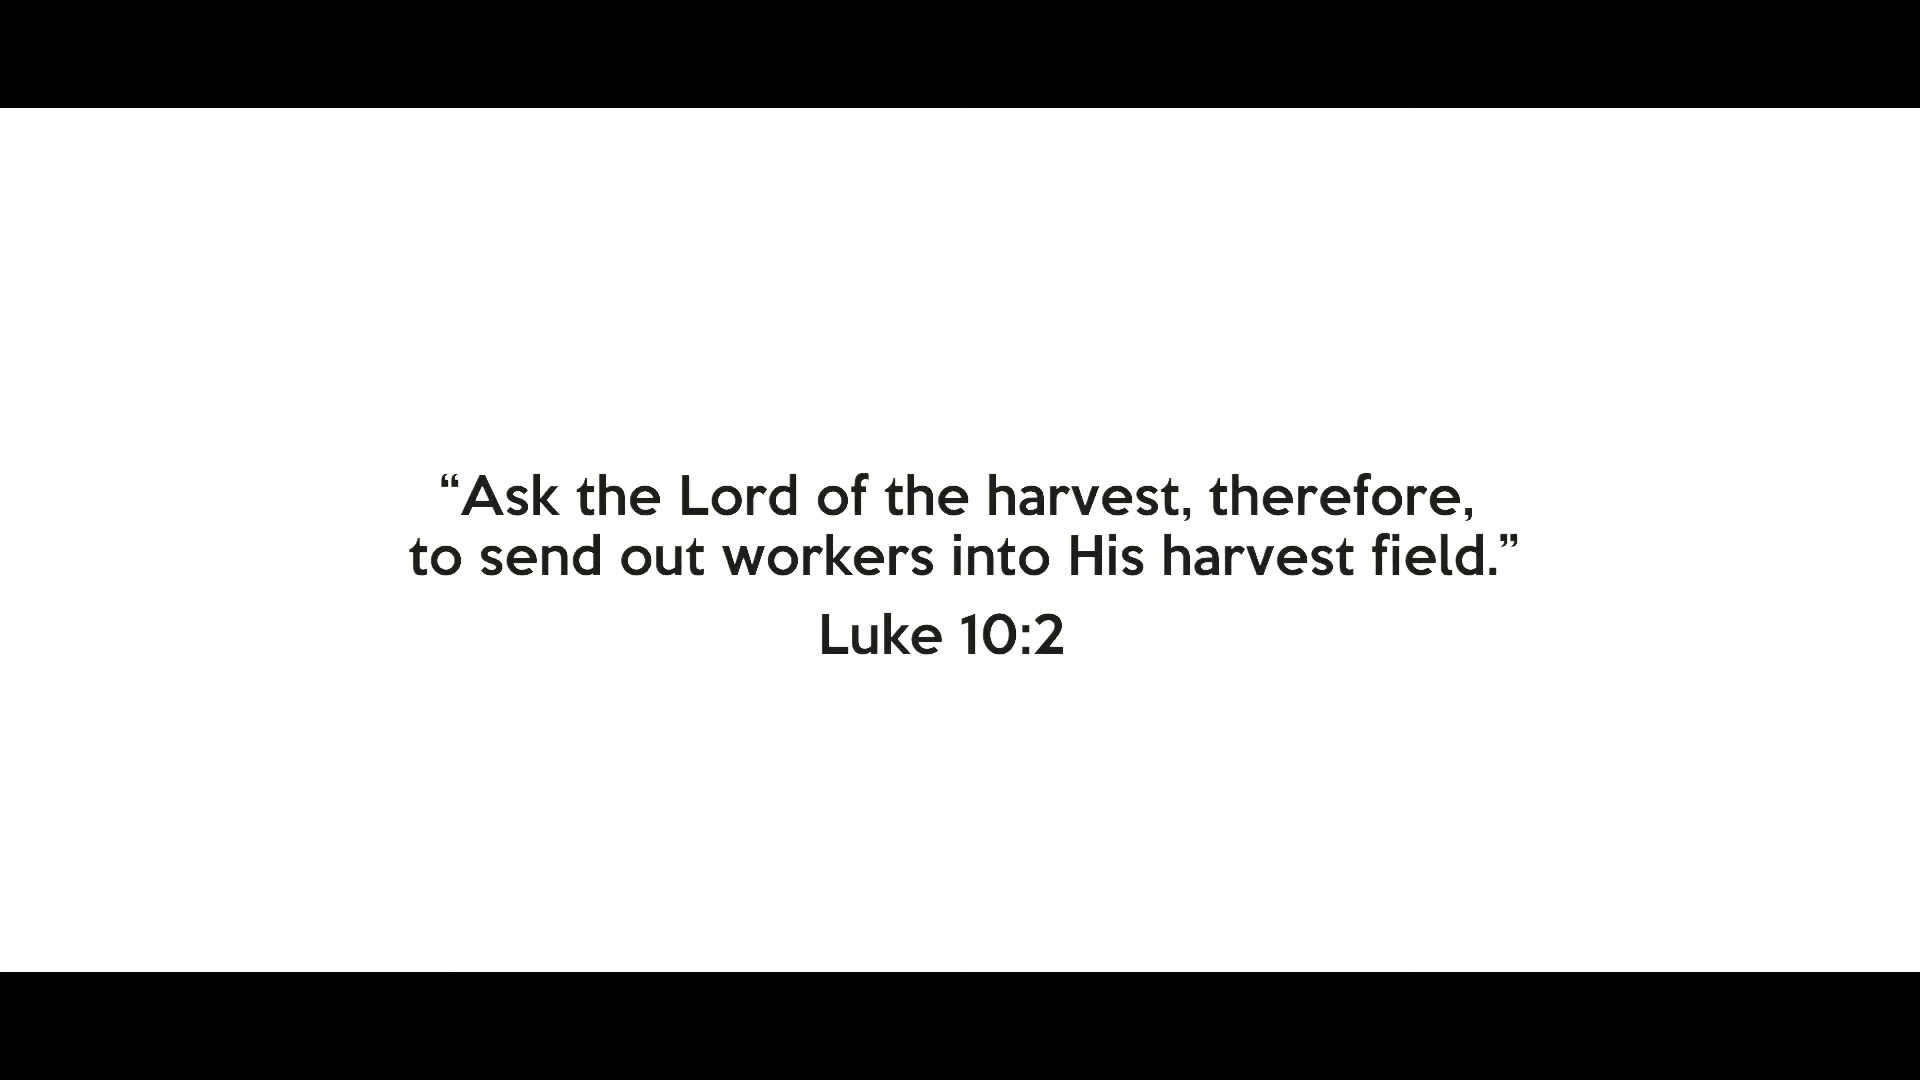 “Ask the Lord of the harvest, therefore,
to send out workers into His harvest field.”
Luke 10:2